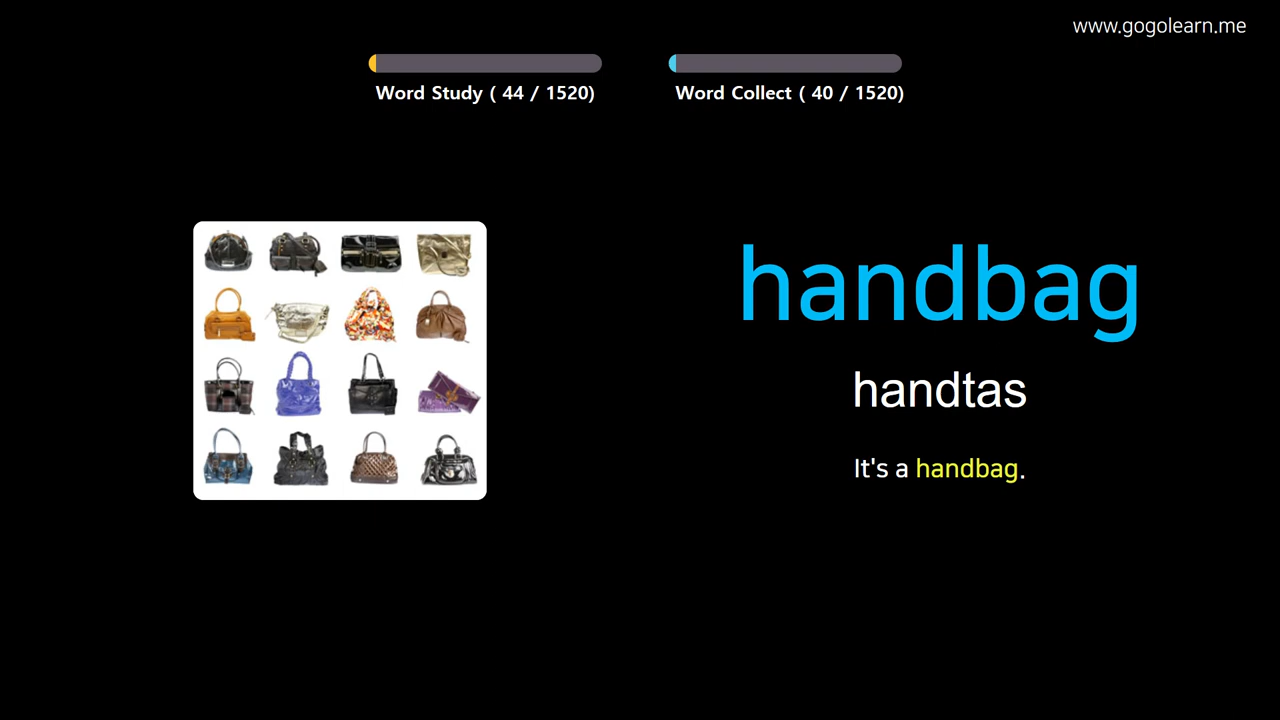 www.gogolearn.me
Word Study ( 44 / 1520)
Word Collect ( 40 / 1520)
handbag
handtas
It's a handbag.